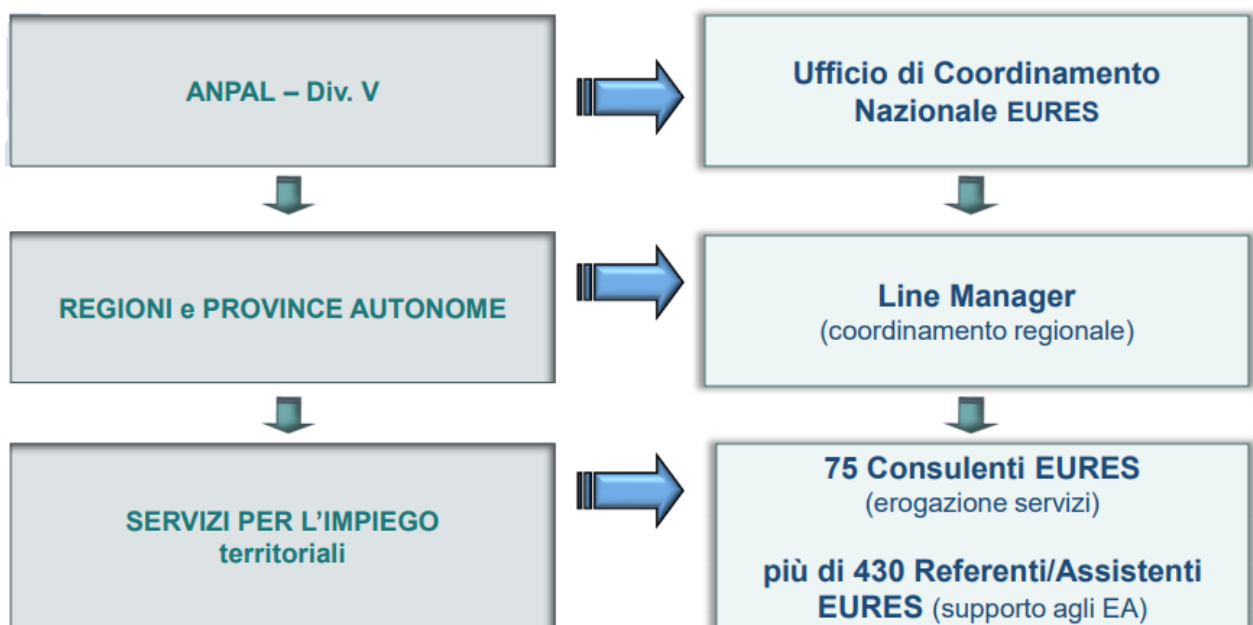 ANPAL – Div. V
Ufficio di Coordinamento
Nazionale EURES
REGIONI e PROVINCE AUTONOME
Line Manager
(coordinamento regionale)
SERVIZI PER L’IMPIEGO
territoriali
75 Consulenti EURES
(erogazione servizi)
più di 430 Referenti/Assistenti
EURES (supporto agli EA)